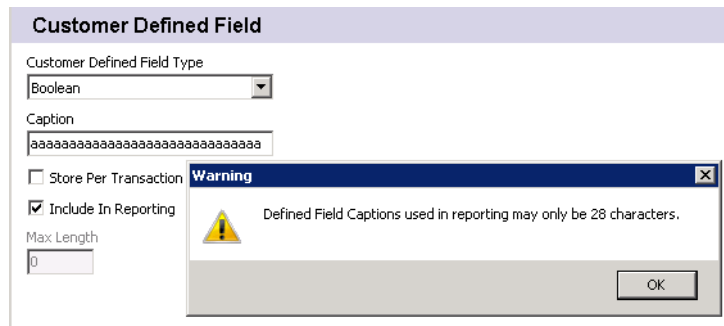 Customer Defined Field
Customer Defined Field Type
Boolean
Caption
aaaaaaaaaaaaaaaaaaaaaaaaaaaaaa
Store Per Transaction
Warning
Include In Reporting
Defined Field Captions used in reporting may only be 28 characters.
Max Length
0
OK